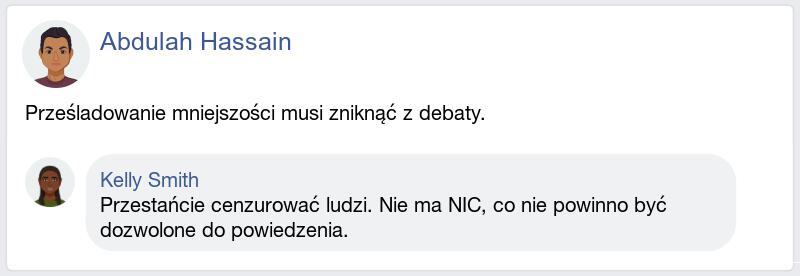 Abdulah Hassain
Prześladowanie mniejszości musi zniknąć z debaty.
Kelly Smith
Przestańcie cenzurować ludzi. Nie ma NIC, co nie powinno być
dozwolone do powiedzenia.